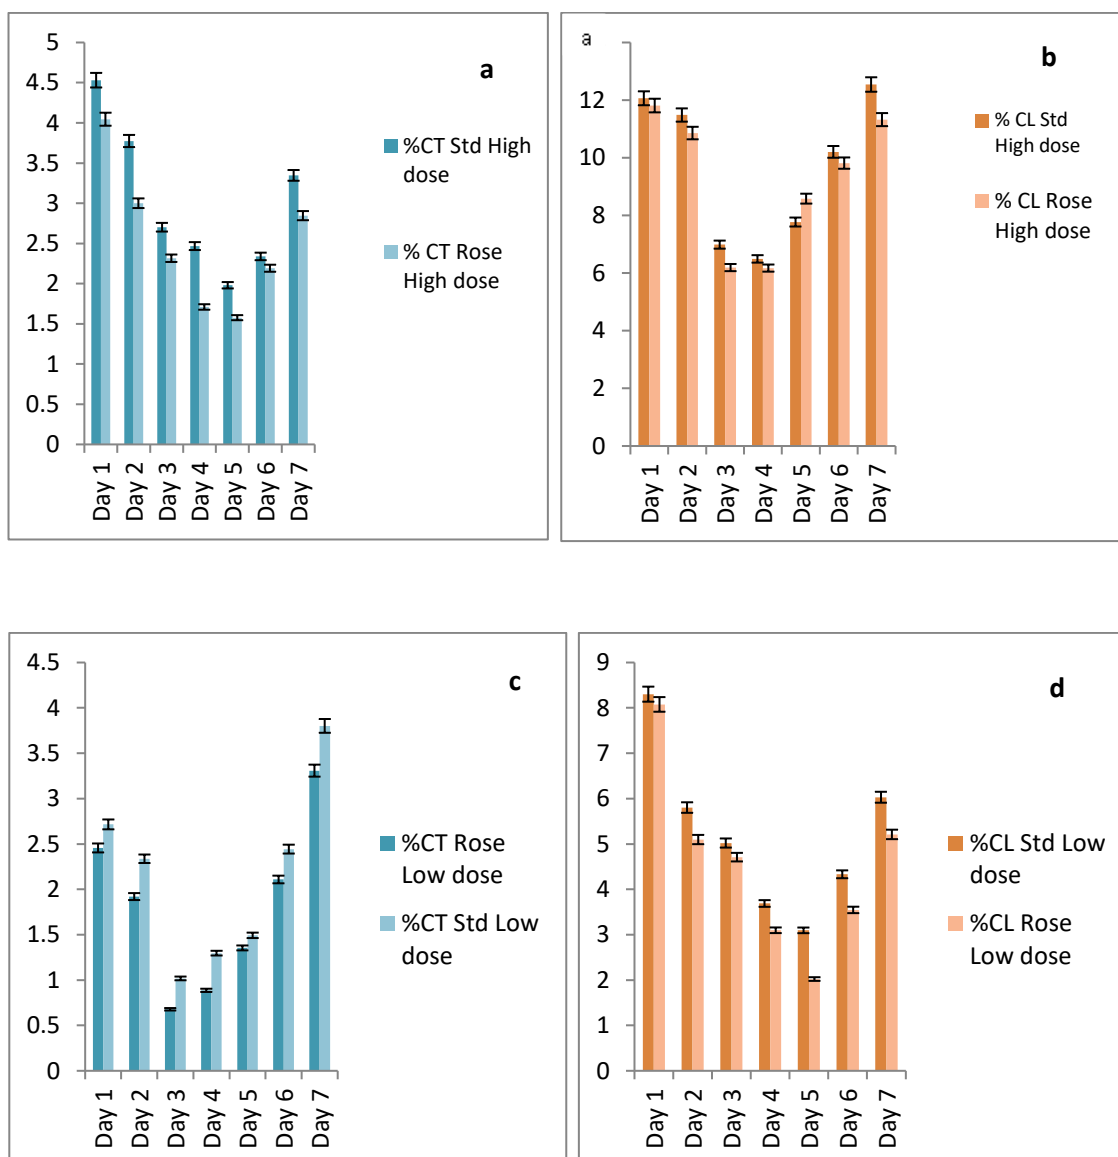 5
4.5
4
3.5
3
2.5
2
1.5
1
0.5
0
Day 1
Day 2
Day 3
Day 4
Day 5
Day 6
Day 7
a
%CT Std High
dose
% CT Rose
High dose
a
12
10
8
6
4
2
0
Day 1
Day 2
Day 3
Day 4
Day 5
Day 6
Day 7
b
% CL Std
High dose
% CL Rose
High dose
4.5
4
3.5
3
2.5
2
1.5
1
0.5
0
Day 1
Day 2
Day 3
Day 4
Day 5
Day 6
Day 7
c
%CT Rose
Low dose
%CT Std Low
dose
9
8
7
6
5
4
3
2
1
0
Day 1
Day 2
Day 3
Day 4
Day 5
Day 6
Day 7
d
%CL Std Low
dose
%CL Rose
Low dose